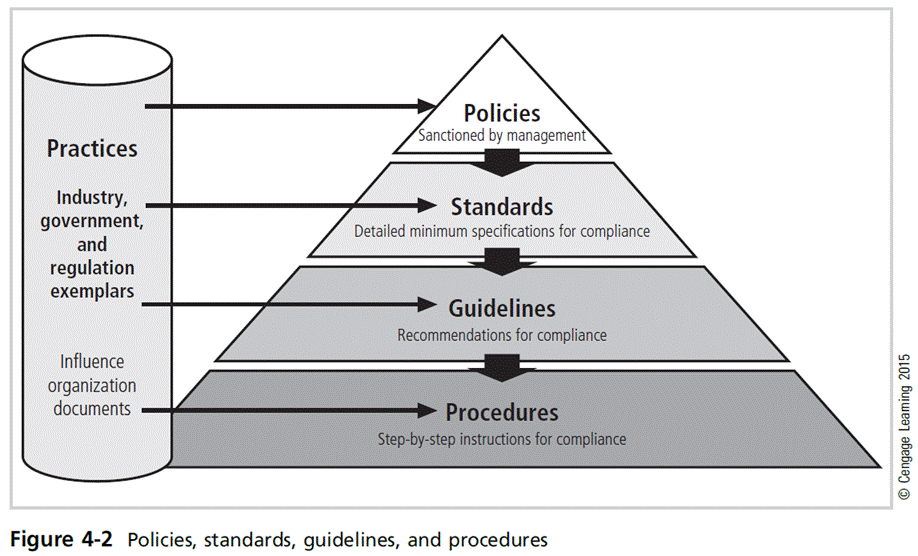 Practices
Industry,
government,
and
regulation
exemplars
Influence
organization
documents
Policies
Sanctioned by management
Standards
Detailed minimum specifications for compliance
Guidelines
Recommendations for compliance
Procedures
Step-by-step instructions for compliance
© Cengage Learning 2015
Figure 4-2 Policies, standards, guidelines, and procedures